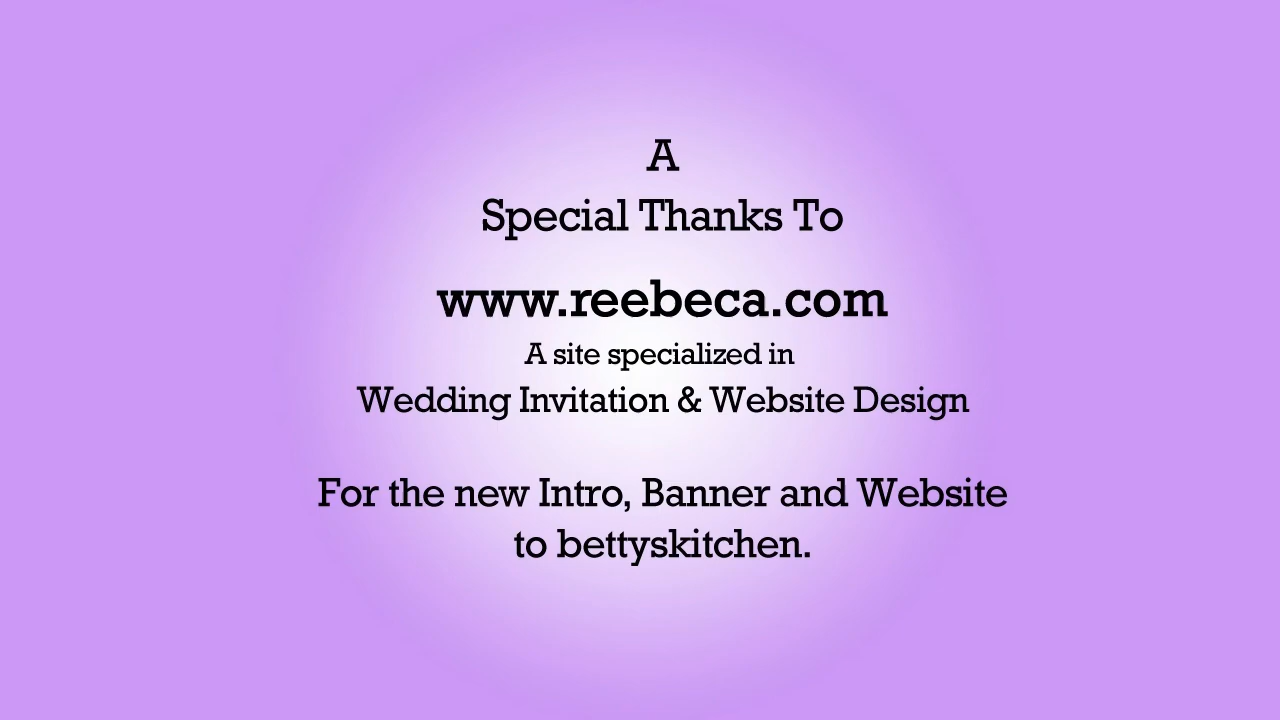 A
Special Thanks To
www.reebeca.com
A site specialized in
Wedding Invitation & Website Design
For the new Intro, Banner and Website
to bettyskitchen.